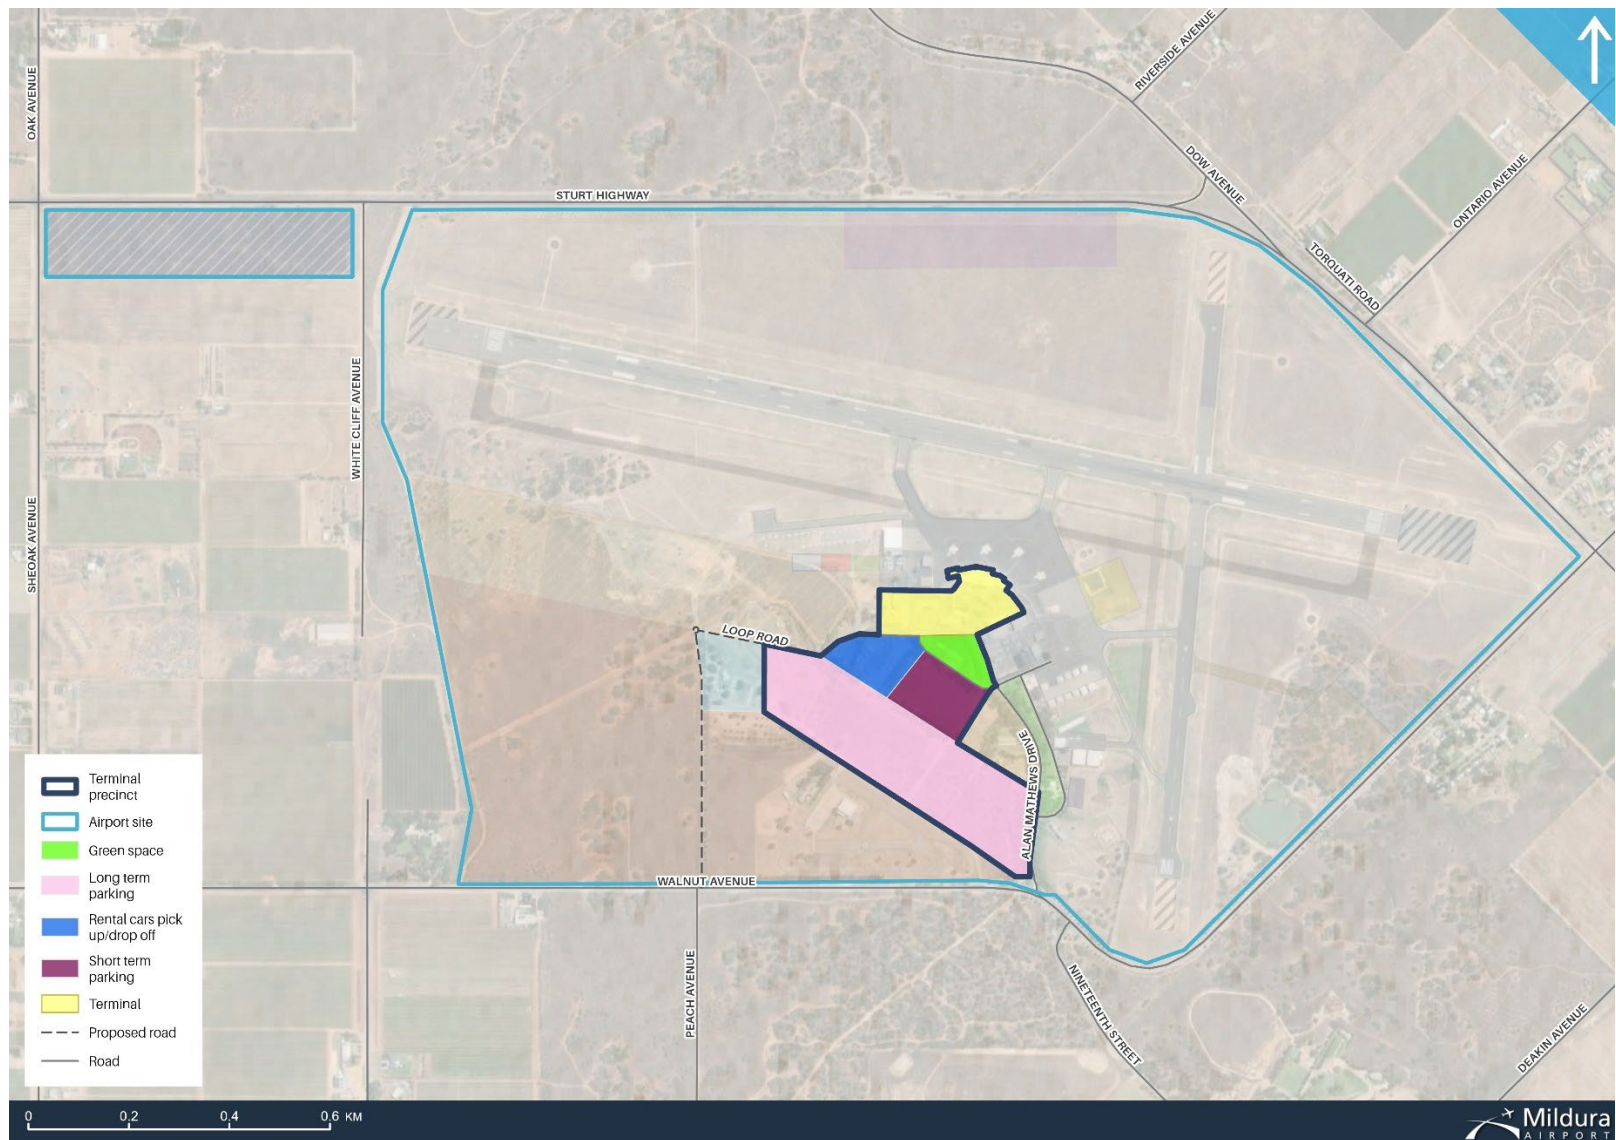 RIVERSIDE AVENUE
OAK AVENUE
DOW AVENUE
ONTARIO AVENUE
STURT HIGHWAY
TORQUATI ROAD
WHITE CLIFF AVENUE
SHEOAK AVENUE
LOOP ROAD
ALAN MATHEWS DRIVE
WALNUT AVENUE
PEACH AVENUE
NINETEENTH STREET
DEAKIN AVENUE
Terminal
precinct
Airport site
Green space
Long term
parking
Rental cars pick
up/drop off
Short term
parking
Terminal
Proposed road
Road
0 0.2 0.4 0.6 KM
Mildura
AIRPORT